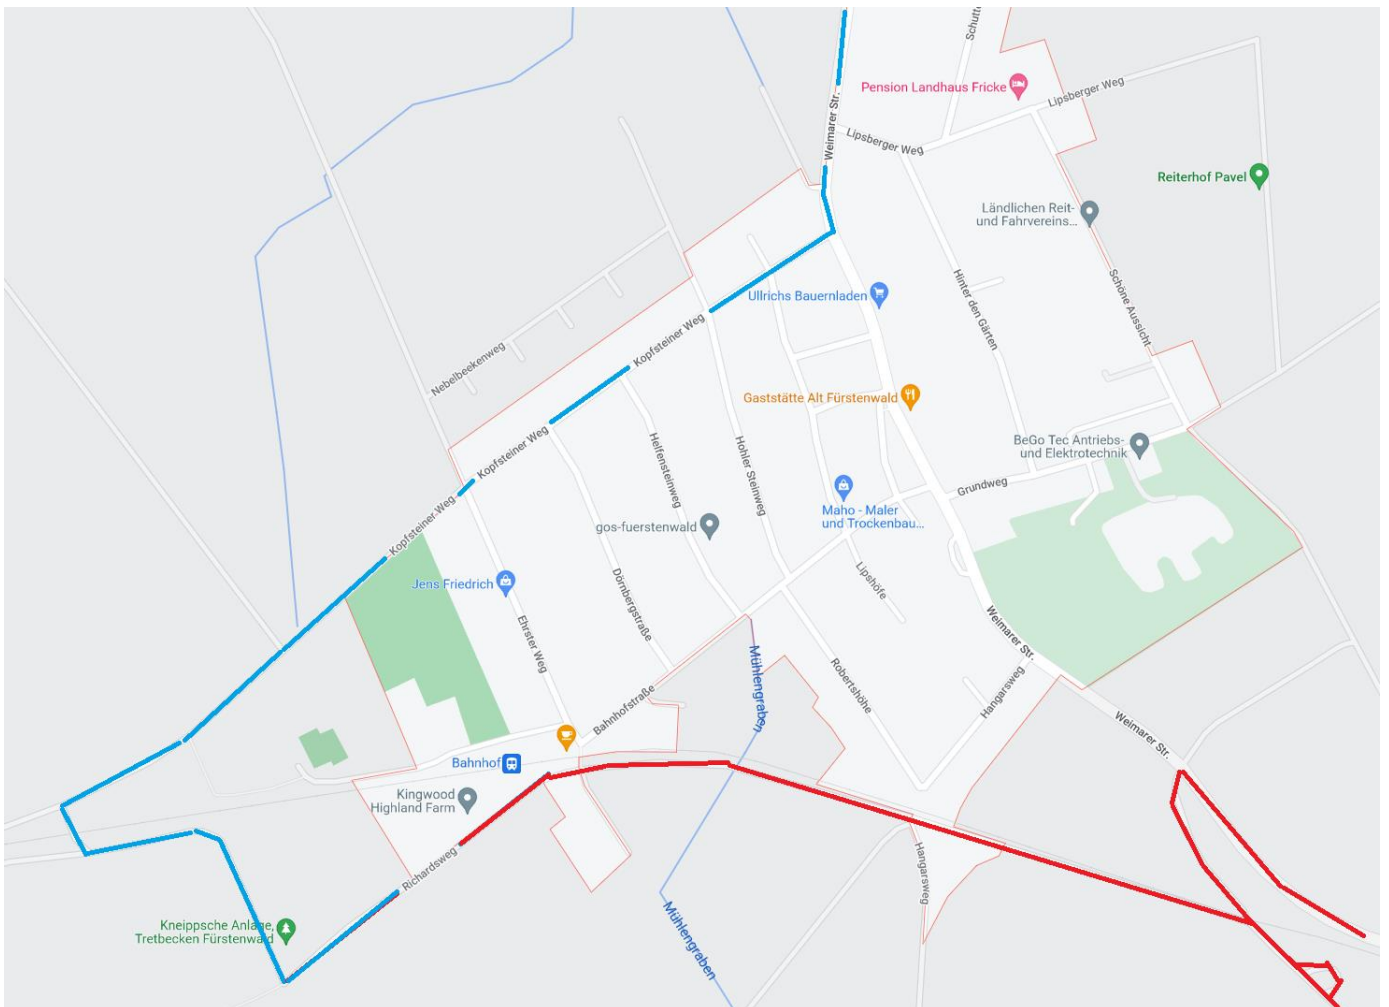 Schutte
Pension Landhaus Fricke
Weimarer Str.
Lipsberger Weg
Lipsberger Weg
Reiterhof Pavel
Ländlichen Reit-
und Fahrvereins...
Hinter den Gärten
Schöne Aussicht
Ullrichs Bauernladen
Kopfsteiner Weg
Nebelbeekenweg
Gaststätte Alt Fürstenwald
BeGo Tec Antriebs-
und Elektrotechnik
Kopfsteiner Weg
Helfensteinweg
Hohler Steinweg
Grundweg
Maho - Maler
und Trockenbau...
gos-fuerstenwald
Kopfsteiner Weg
Jens Friedrich
Dörnbergstraße
Lipshöfe
Ehrster Weg
Weimarer Str.
Mühlengraben
Robertshöhe
Hangarsweg
Bahnhofstraße
Weimarer Str.
Bahnhof
Kingwood
Highland Farm
Richardsweg
Hangarsweg
Kneippsche Anlage,
Tretbecken Fürstenwald
Mühlengraben